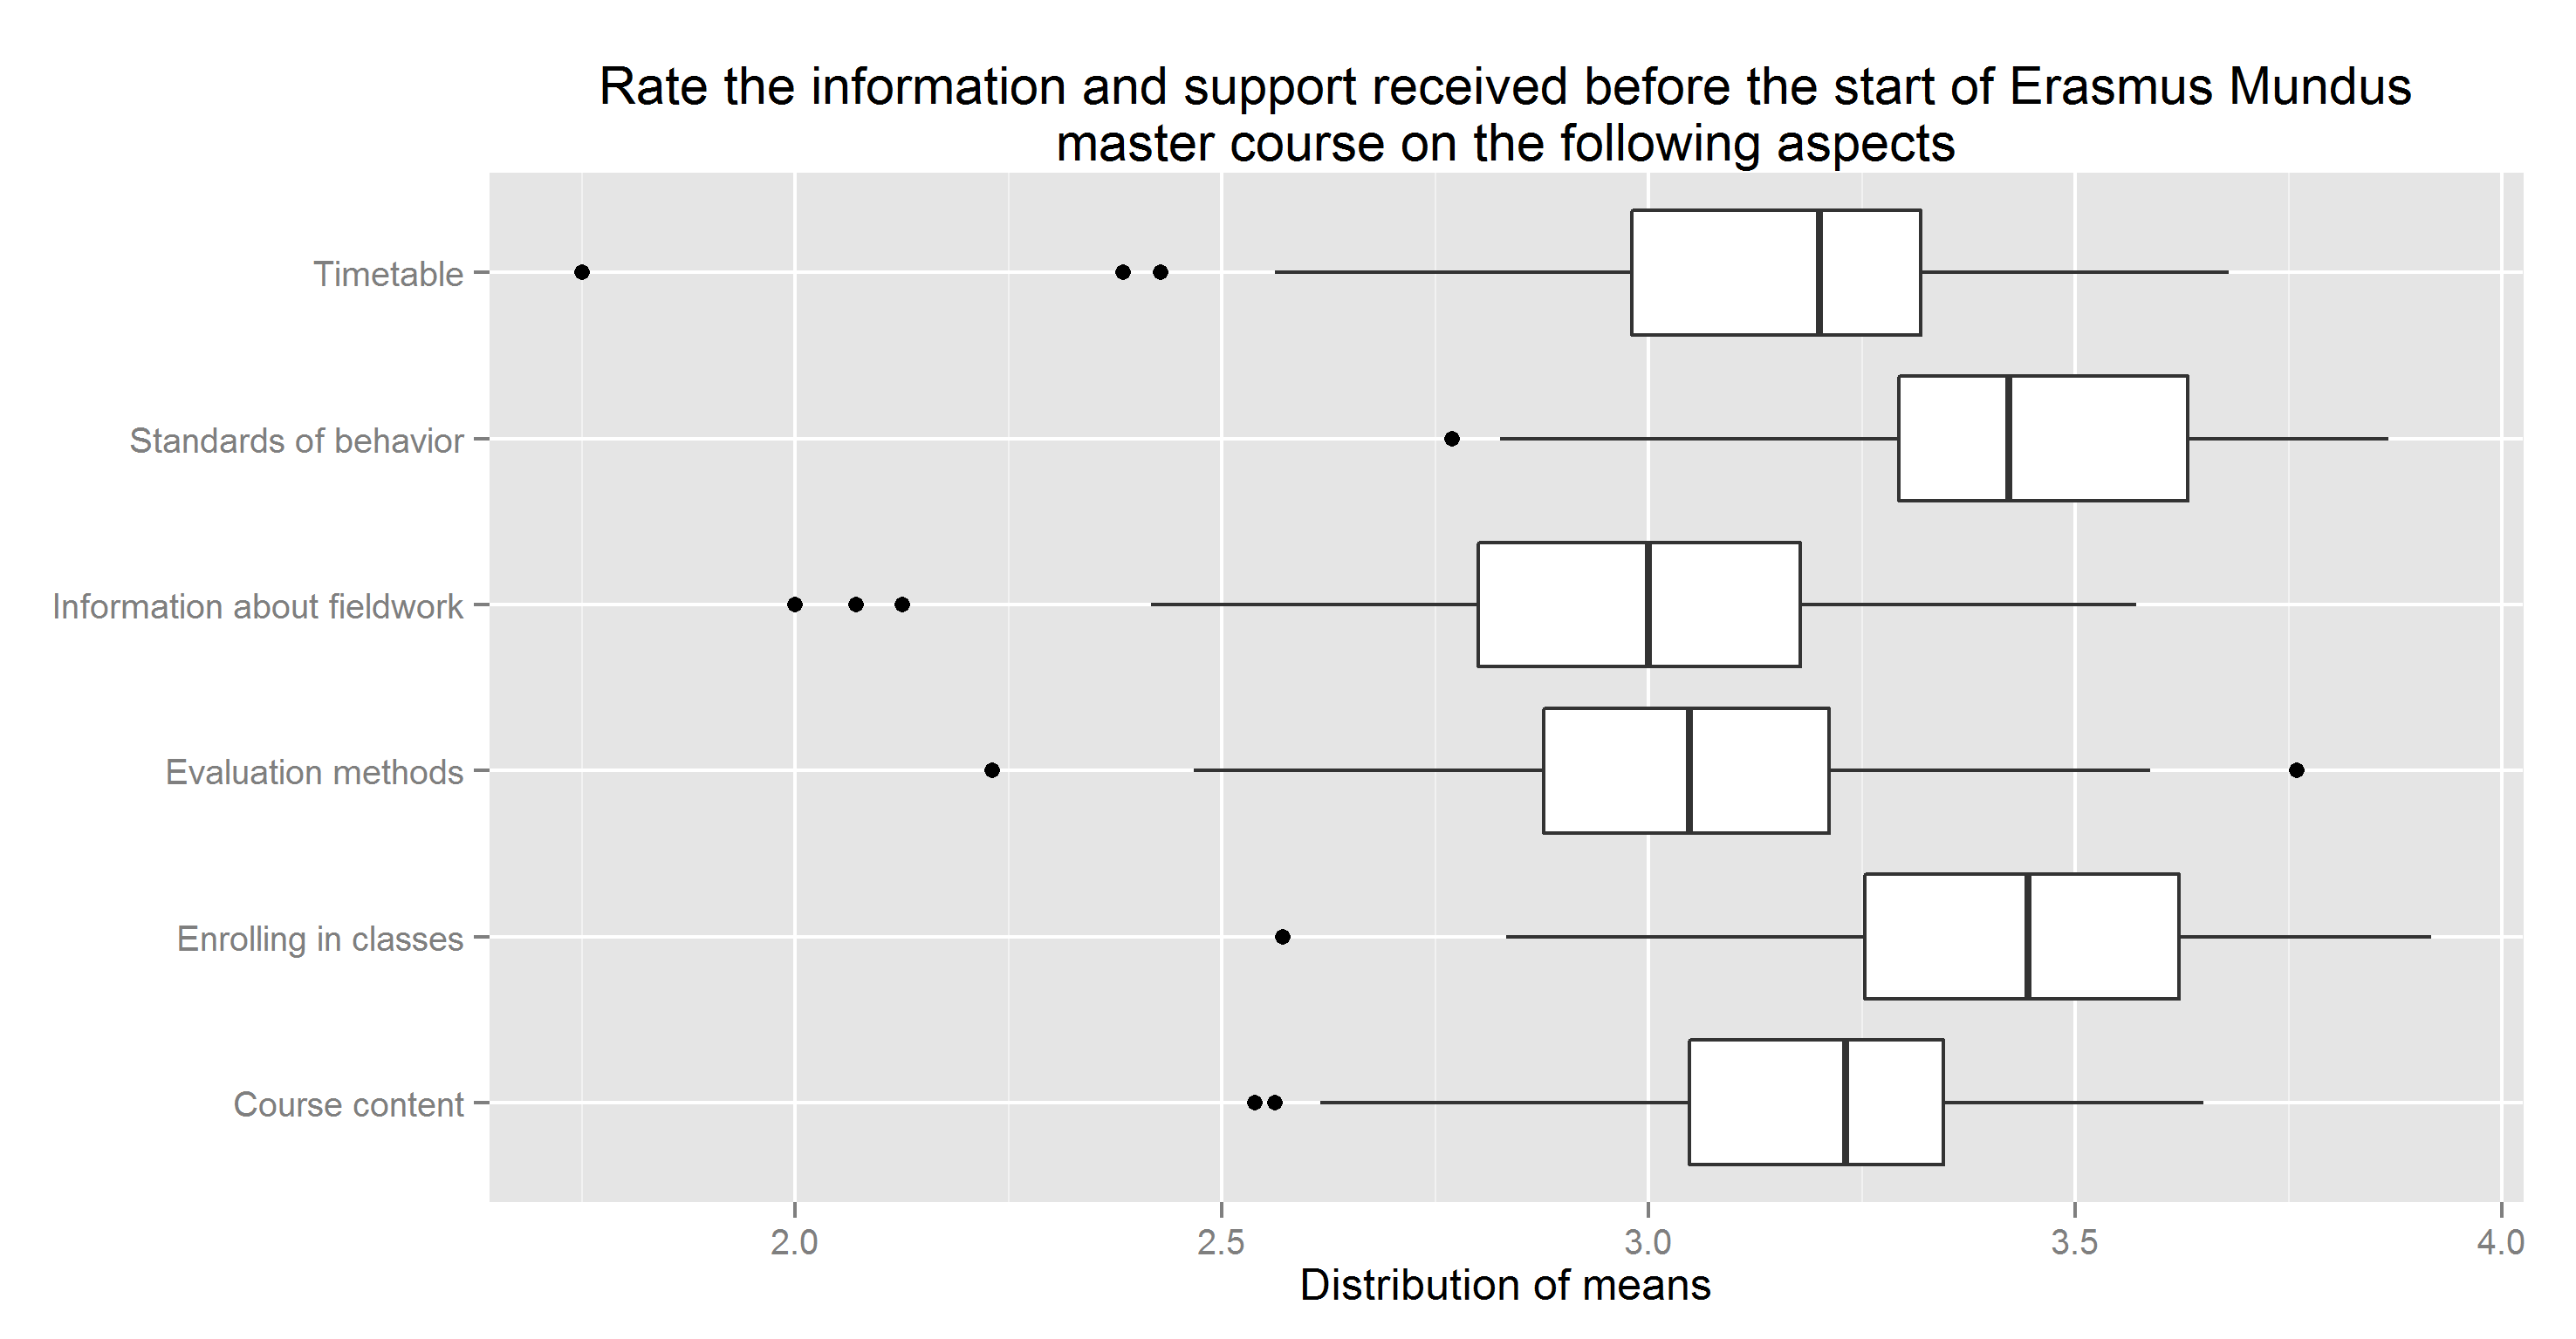 Rate the information and support received before the start of Erasmus Mundus
master course on the following aspects
Timetable
Standards of behavior
Information about fieldwork
Evaluation methods
Enrolling in classes
Course content
2.0 2.5 3.0 3.5 4.0
Distribution of means